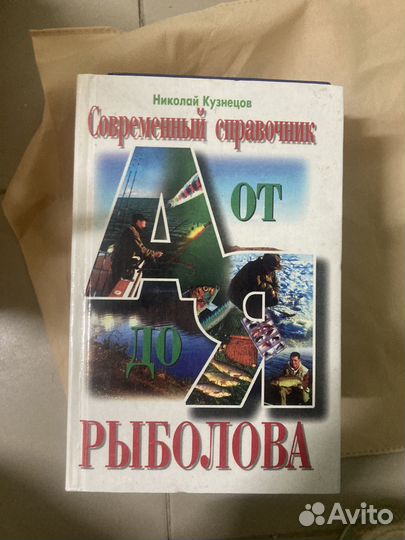 Николай Кузнецов
Современный справочник
от
А
до
Я
РЫБОЛОВА
Avito